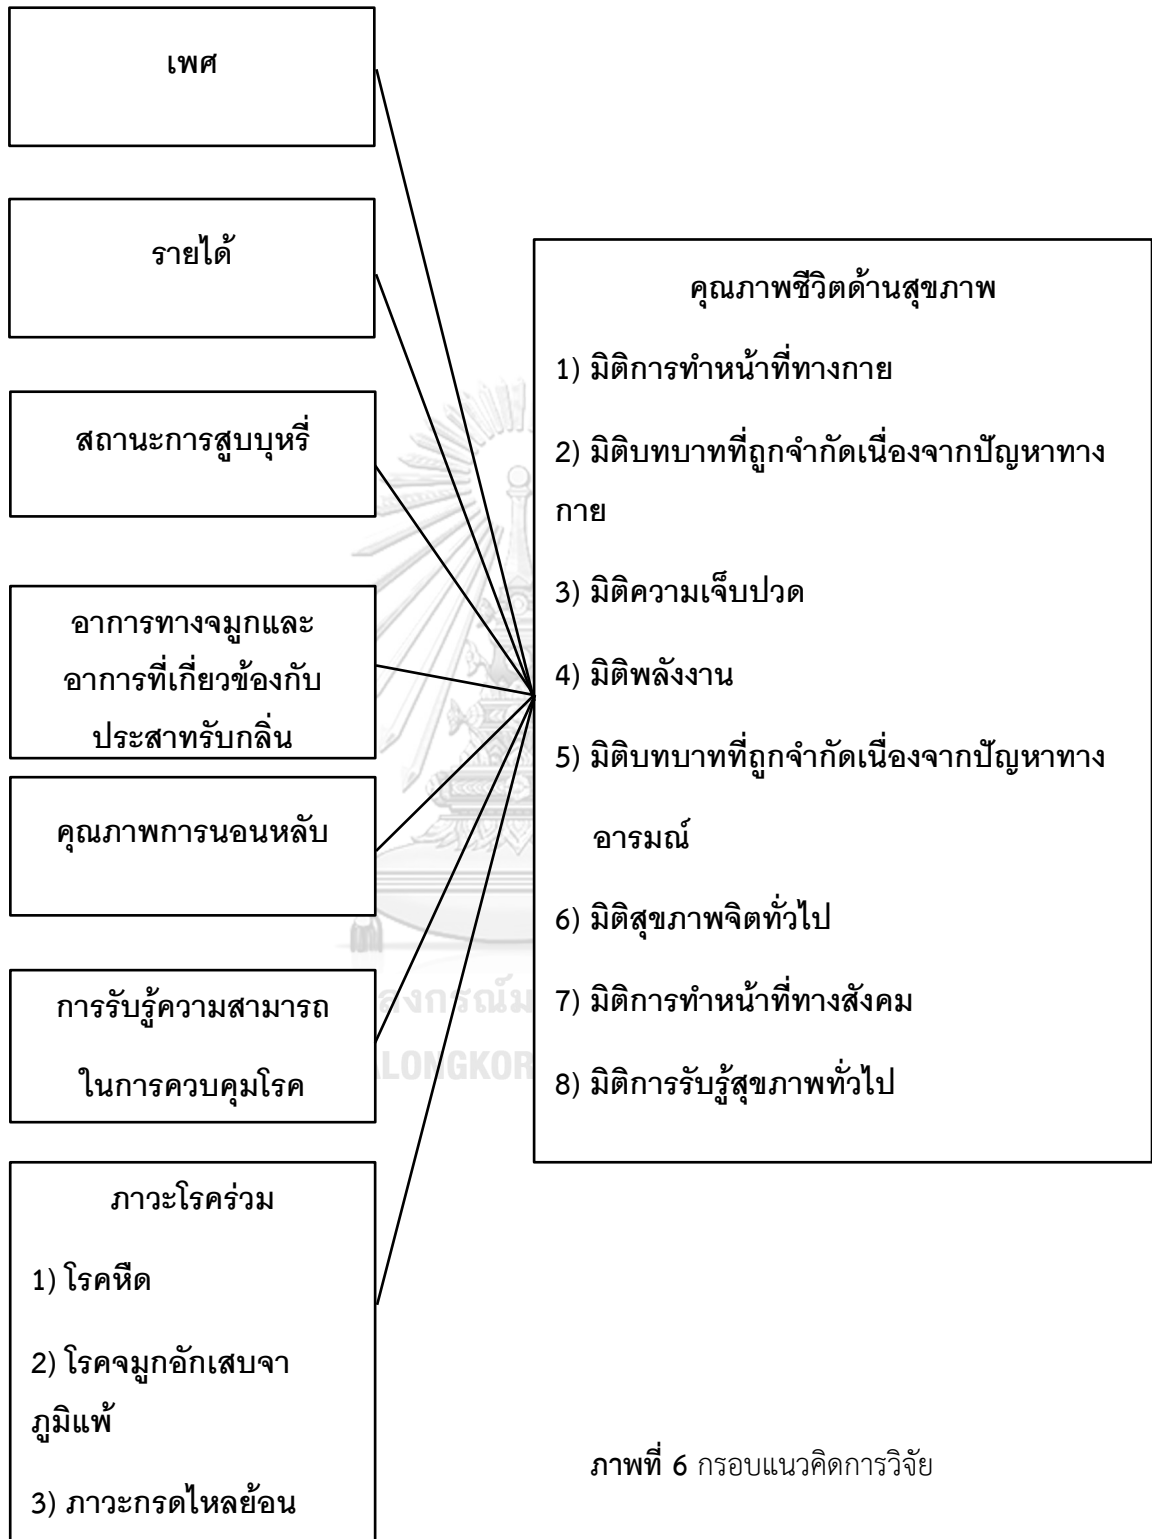 เพศ
รายได้
สถานะการสูบบุหรี่
อาการทางจมูกและ
อาการที่เกี่ยวข้องกับ
ประสาทรับกลิ่น
คุณภาพการนอนหลับ
การรับรู้ความสามารถ
ในการควบคุมโรค
ภาวะโรคร่วม
1) โรคหืด
2) โรคจมูกอักเสบจา
ภูมิแพ้
3) ภาวะกรดไหลย้อน
คุณภาพชีวิตด้านสุขภาพ
1) มิติการทำหน้าที่ทางกาย
2) มิติบทบาทที่ถูกจำกัดเนื่องจากปัญหาทาง
กาย
3) มิติความเจ็บปวด
4) มิติพลังงาน
5) มิติบทบาทที่ถูกจำกัดเนื่องจากปัญหาทาง
อารมณ์
6) มิติสุขภาพจิตทั่วไป
7) มิติการทำหน้าที่ทางสังคม
8) มิติการรับรู้สุขภาพทั่วไป
ลงกรณ์ม
ALONGKOR
ภาพที่ 6 กรอบแนวคิดการวิจัย